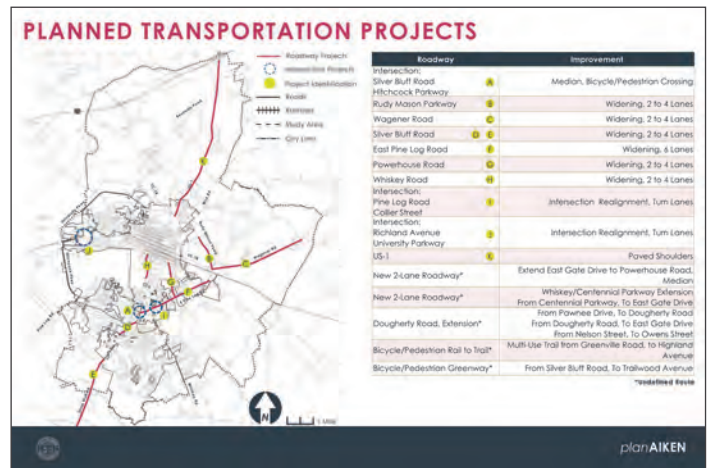 PLANNED TRANSPORTATION PROJECTS
Roadway Projects
Intersection Projects
Project Identification
Roads
Railroad
Study Area
City Limits
A
B
C
D
E
F
G
H
I
J
K
N
1 Mile
Roadway
Improvement
Intersection:
Silver Bluff Road
Hitchcock Parkway
A
Median, Bicycle/Pedestrian Crossing
Rudy Mason Parkway
B
Widening, 2 to 4 Lanes
Wagener Road
C
Widening, 2 to 4 Lanes
Silver Bluff Road
D E
Widening, 2 to 4 Lanes
East Pine Log Road
F
Widening, 6 Lanes
Powerhouse Road
G
Widening, 2 to 4 Lanes
Whiskey Road
H
Widening, 2 to 4 Lanes
Intersection:
Pine Log Road
Collier Street
I
Intersection Realignment, Turn Lanes
Intersection:
Richland Avenue
University Parkway
J
Intersection Realignment, Turn Lanes
US-1
K
Paved Shoulders
New 2-Lane Roadway*
Extend East Gate Drive to Powerhouse Road,
Median
New 2-Lane Roadway*
Whiskey/Centennial Parkway Extension
From Centennial Parkway, To East Gate Drive
Dougherty Road, Extension*
From Pawnee Drive, To Dougherty Road
From Dougherty Road, To East Gate Drive
From Nelson Street, To Owens Street
Bicycle/Pedestrian Rail to Trail*
Multi-Use Trail from Greenville Road, to Highland
Avenue
Bicycle/Pedestrian Greenway*
From Silver Bluff Road, To Trailwood Avenue
*Undefined Route
planAIKEN